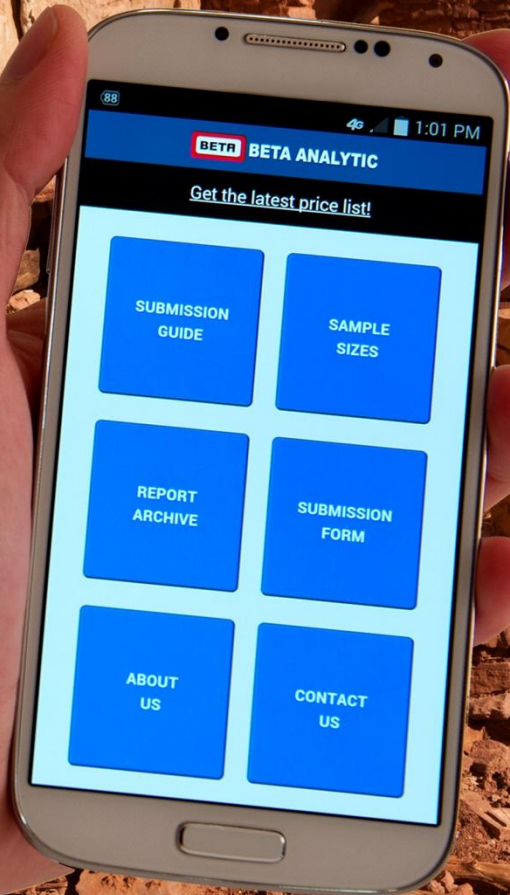 88
4G 1:01 PM
BETA BETA ANALYTIC
Get the latest price list!
SUBMISSION
GUIDE
SAMPLE
SIZES
REPORT
ARCHIVE
SUBMISSION
FORM
ABOUT
US
CONTACT
US